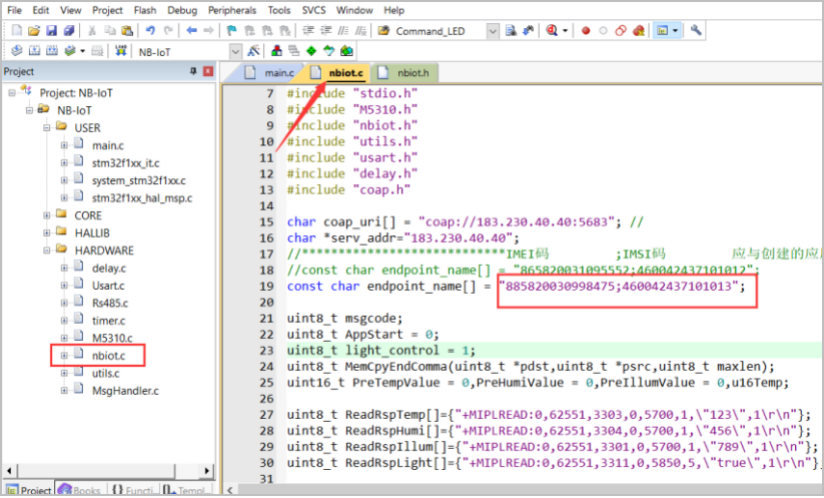 File Edit View Project Flash Debug Peripherals Tools SVCS Window Help
Command_LED
NB-IoT
Project
main.c nbiot.c nbiot.h
Project: NB-IoT
NB-IoT
USER
main.c
stm32f1xx_it.c
system_stm32f1xx.c
stm32f1xx_hal_msp.c
CORE
HALLIB
HARDWARE
delay.c
Usart.c
Rs485.c
timer.c
M5310.c
nbiot.c
utils.c
MsgHandler.c
Project Books {} Functi...
7 #include "stdio.h"
8 #include "M5310.h"
9 #include "nbiot.h"
10 #include "utils.h"
11 #include "usart.h"
12 #include "delay.h"
13 #include "coap.h"
14
15 char coap_uri[] = "coap://183.230.40.40:5683"; //
16 char *serv_addr="183.230.40.40";
17 //****************************IMEI码 ;IMSI码 应与创建的应
18 //const char endpoint_name[] = "865820031095552;460042437101012";
19 const char endpoint_name[] = "885820030998475;460042437101013";
20
21 uint8_t msgcode;
22 uint8_t AppStart = 0;
23 uint8_t light_control = 1;
24 uint8_t MemCpyEndComma(uint8_t *pdst,uint8_t *psrc,uint8_t maxlen);
25 uint16_t PreTempValue = 0,PreHumiValue = 0,PreIllumValue = 0,u16Temp;
26
27 uint8_t ReadRspTemp[]={"+MIPLREAD:0,62551,3303,0,5700,1,\"123\",1\r\n"};
28 uint8_t ReadRspHumi[]={"+MIPLREAD:0,62551,3304,0,5700,1,\"456\",1\r\n"};
29 uint8_t ReadRspIllum[]={"+MIPLREAD:0,62551,3301,0,5700,1,\"789\",1\r\n"};
30 uint8_t ReadRspLight[]={"+MIPLREAD:0,62551,3311,0,5850,5,\"true\",1\r\n"}
31